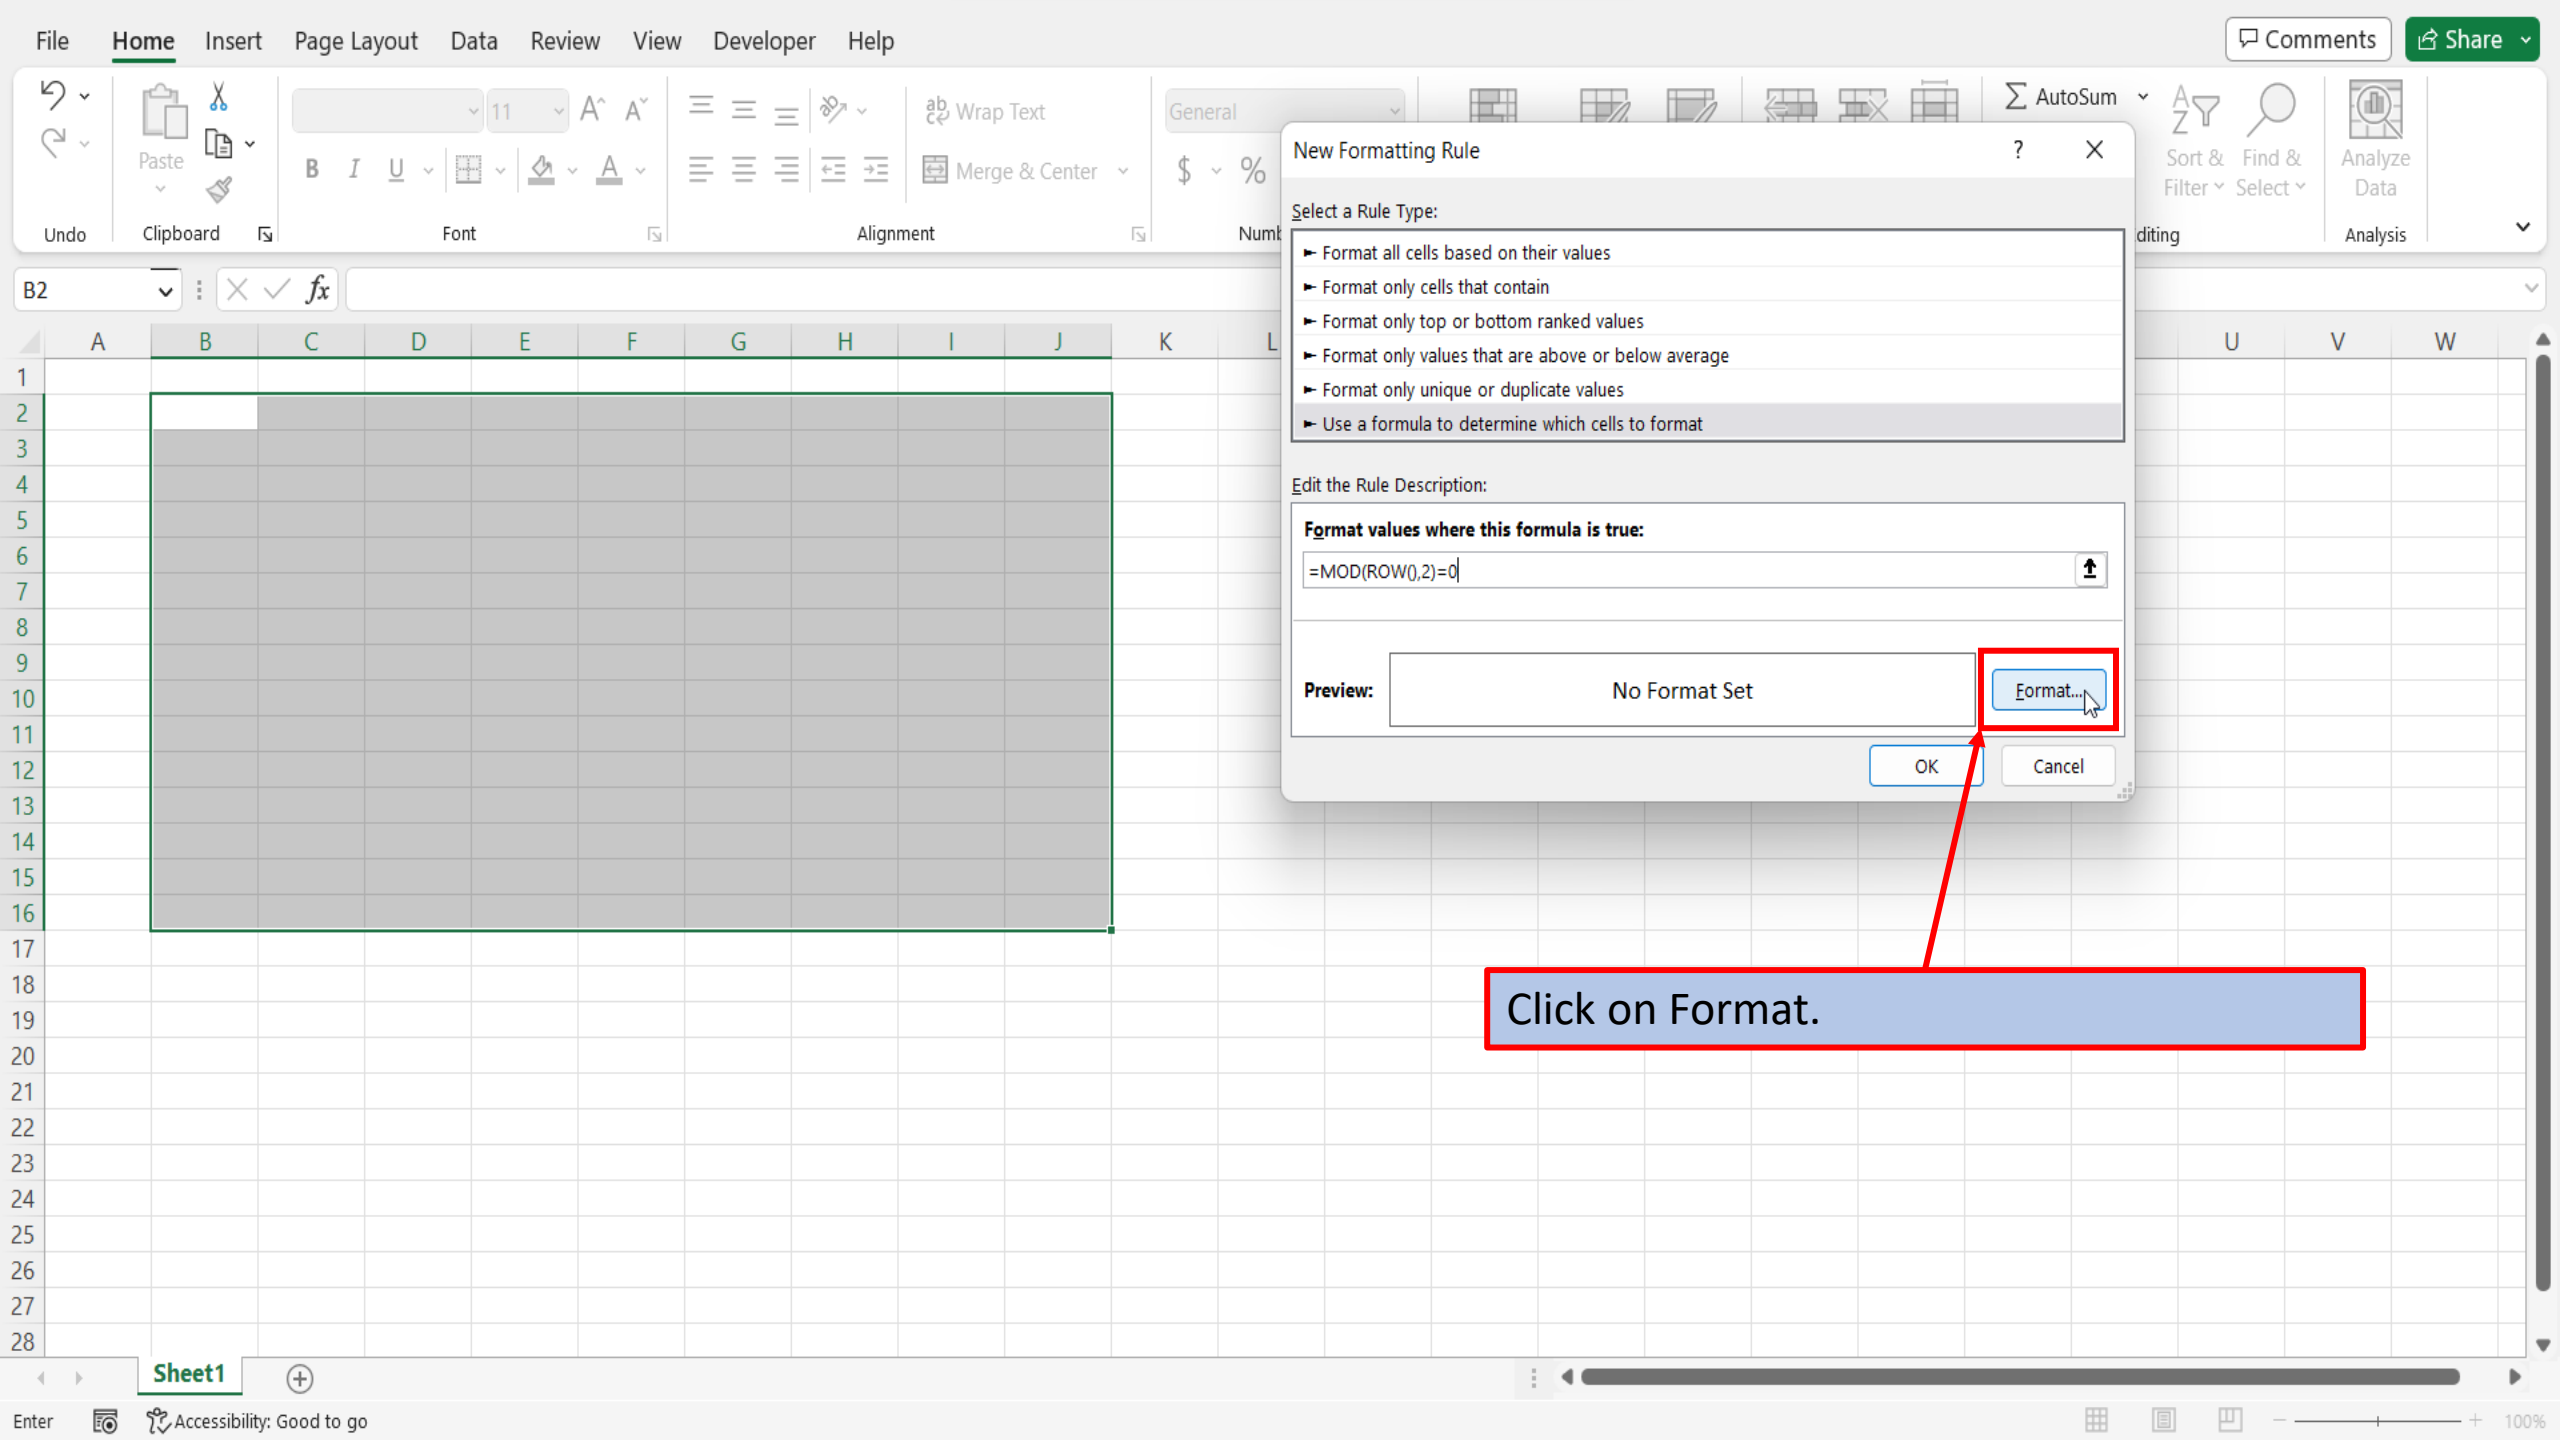 File Home Insert Page Layout Data Review View Developer Help Comments Share
11 A^ A˅ ab Wrap Text General AutoSum
Paste B I U A Merge & Center $ % Sort & Filter Find & Select Analyze Data
Undo Clipboard Font Alignment Numb diting Analysis
B2 fx
A B C D E F G H I J K L U V W
1
2
3
4
5
6
7
8
9
10
11
12
13
14
15
16
17
18
19
20
21
22
23
24
25
26
27
28
New Formatting Rule ? X
Select a Rule Type:
► Format all cells based on their values
► Format only cells that contain
► Format only top or bottom ranked values
► Format only values that are above or below average
► Format only unique or duplicate values
► Use a formula to determine which cells to format
Edit the Rule Description:
Format values where this formula is true:
=MOD(ROW(),2)=0
Preview: No Format Set Format...
OK Cancel
Click on Format.
Sheet1
Enter Accessibility: Good to go 100%